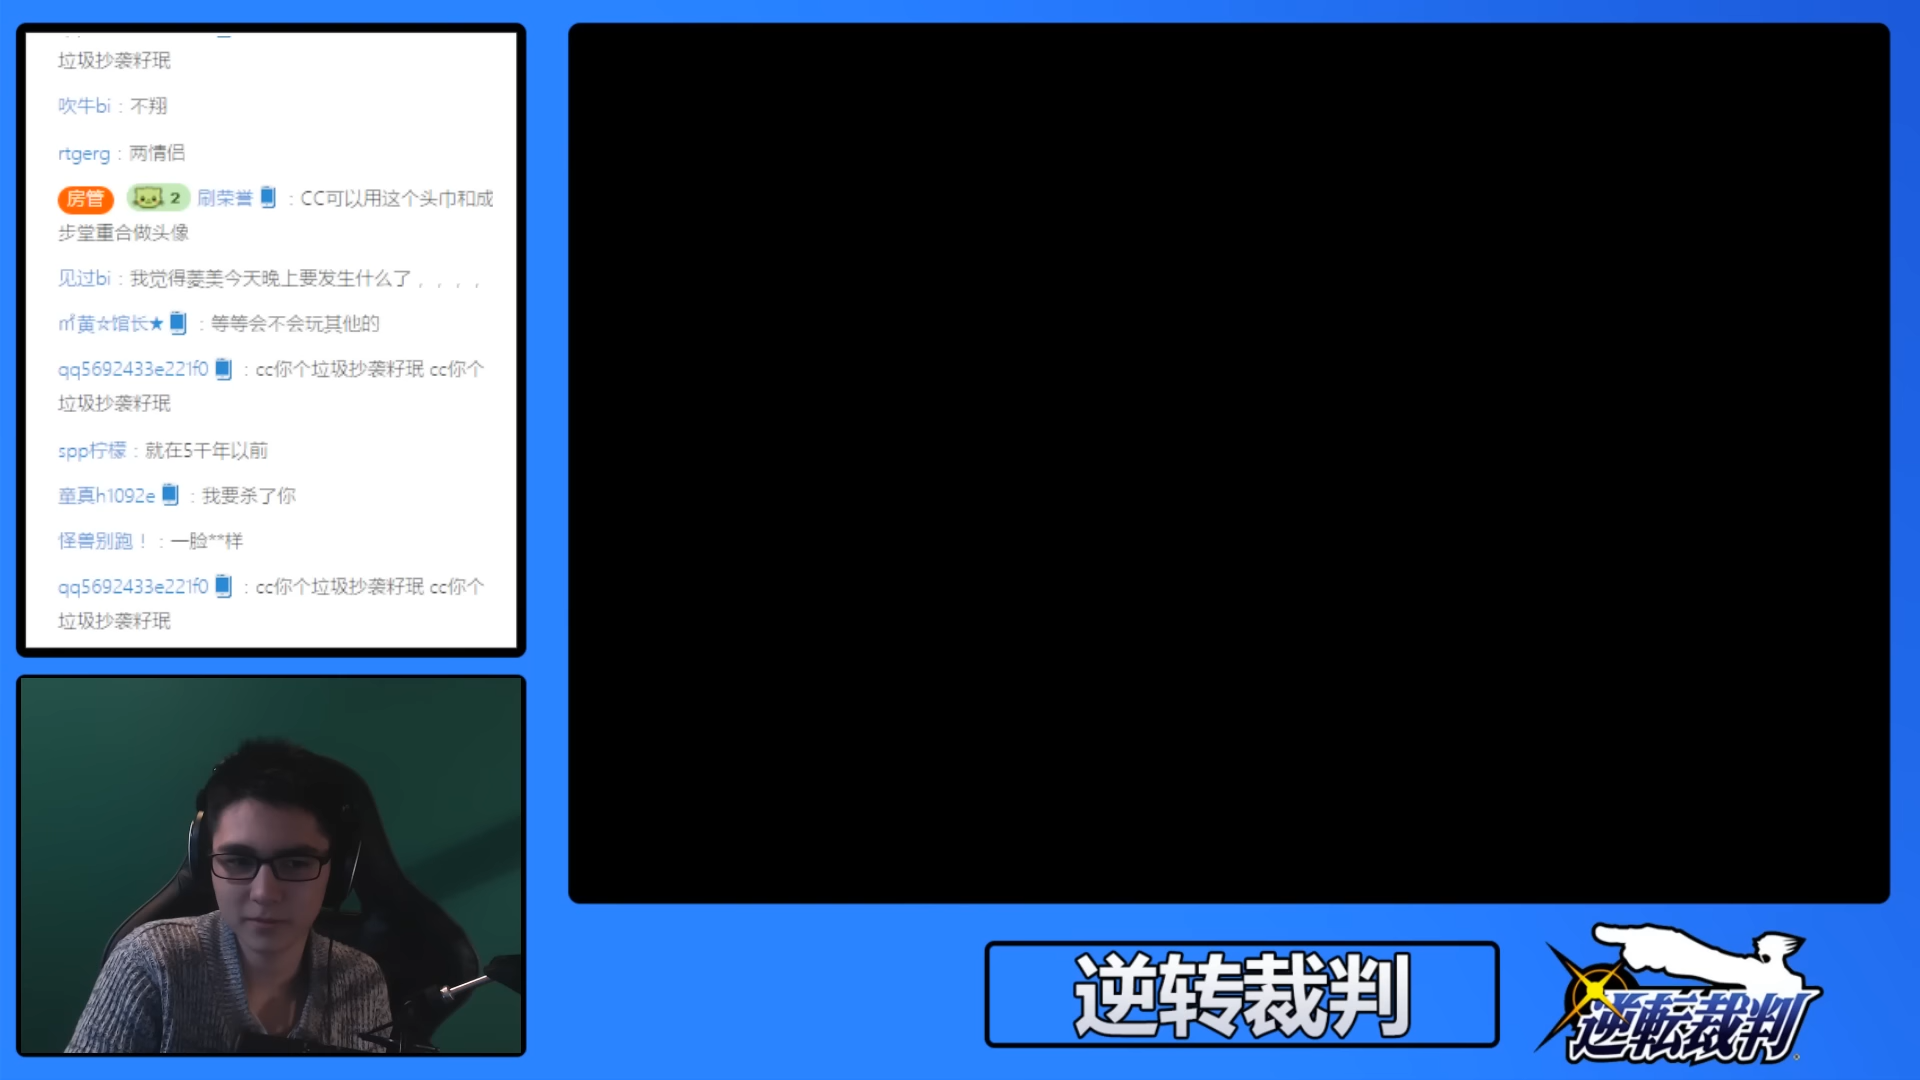 垃圾抄袭籽珉
吹牛bi：不翔
rtgerg：两情侣
房管 2 刷荣誉：CC可以用这个头巾和成
步堂重合做头像
见过bi：我觉得菱美今天晚上要发生什么了，，，，
㎡黄☆馆长★：等等会不会玩其他的
qq5692433e221f0：cc你个垃圾抄袭籽珉 cc你个
垃圾抄袭籽珉
spp柠檬：就在5千年以前
童真h1092e：我要杀了你
怪兽别跑！：一脸**样
qq5692433e221f0：cc你个垃圾抄袭籽珉 cc你个
垃圾抄袭籽珉
逆转裁判
逆転裁判